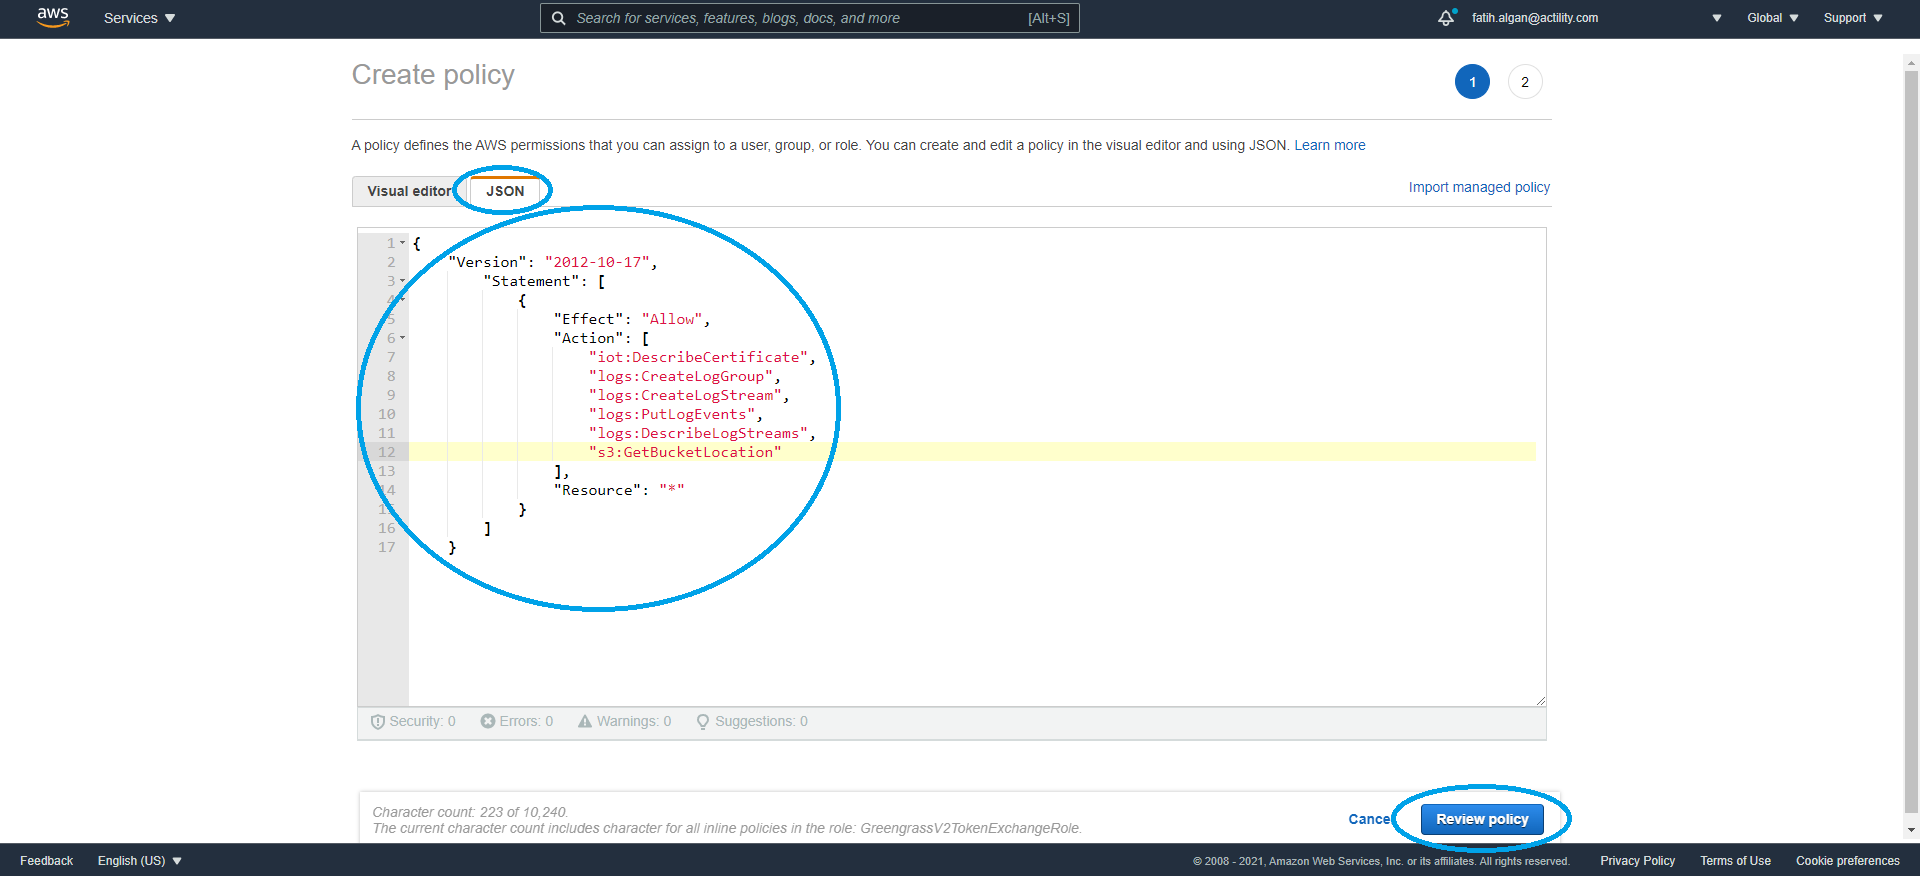 aws Services Search for services, features, blogs, docs, and more [Alt+S] fatih.algan@actility.com Global Support
Create policy 1 2
A policy defines the AWS permissions that you can assign to a user, group, or role. You can create and edit a policy in the visual editor and using JSON. Learn more
Visual editor JSON Import managed policy
1 {
2 "Version": "2012-10-17",
3 "Statement": [
4 {
5 "Effect": "Allow",
6 "Action": [
7 "iot:DescribeCertificate",
8 "logs:CreateLogGroup",
9 "logs:CreateLogStream",
10 "logs:PutLogEvents",
11 "logs:DescribeLogStreams",
12 "s3:GetBucketLocation"
13 ],
14 "Resource": "*"
15 }
16 ]
17 }
Security: 0 Errors: 0 Warnings: 0 Suggestions: 0
Character count: 223 of 10,240.
The current character count includes character for all inline policies in the role: GreengrassV2TokenExchangeRole.
Cance Review policy
Feedback English (US) © 2008 - 2021, Amazon Web Services, Inc. or its affiliates. All rights reserved. Privacy Policy Terms of Use Cookie preferences